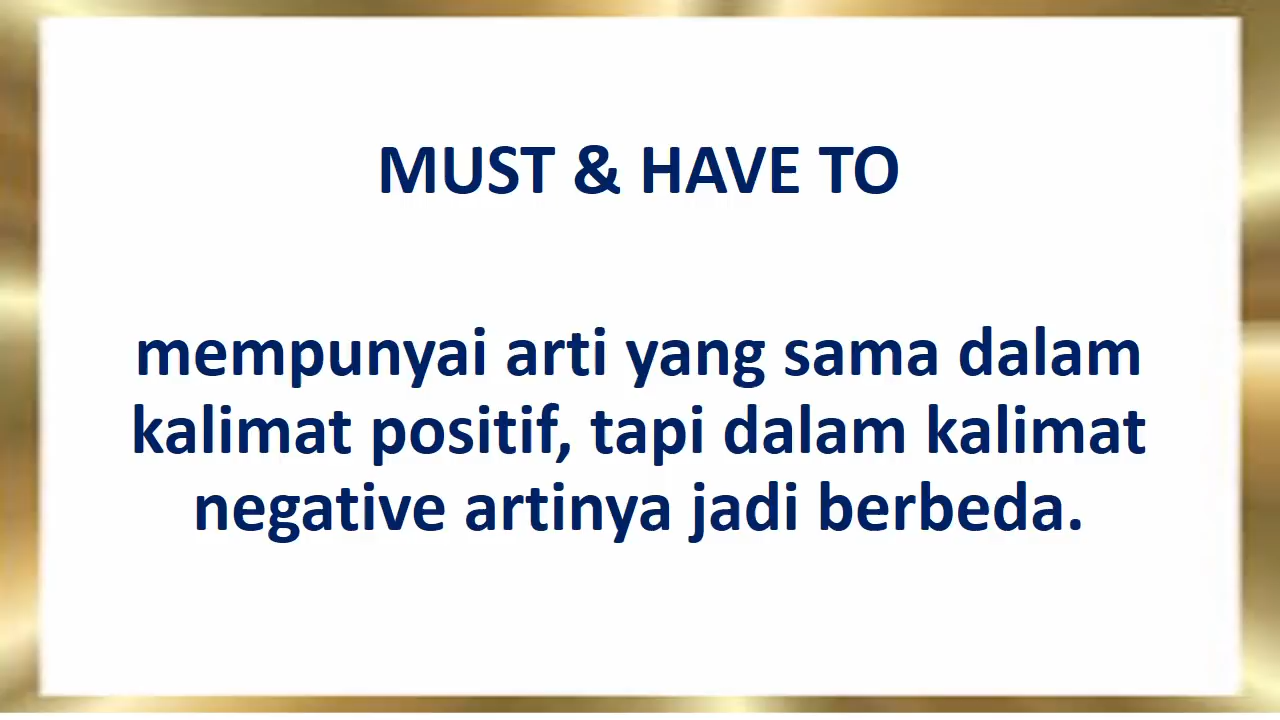 MUST & HAVE TO
mempunyai arti yang sama dalam
kalimat positif, tapi dalam kalimat
negative artinya jadi berbeda.